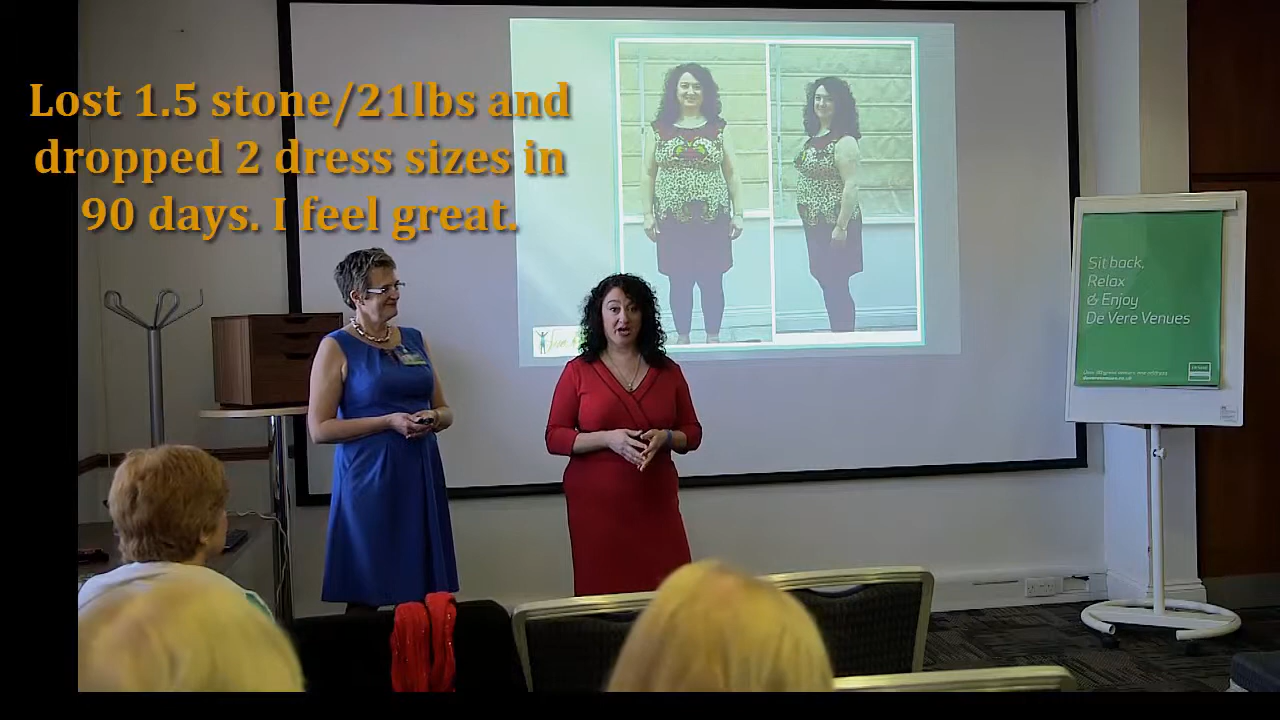 Lost 1.5 stone/21lbs and
dropped 2 dress sizes in
90 days. I feel great.
Sit back,
Relax
& Enjoy
De Vere Venues